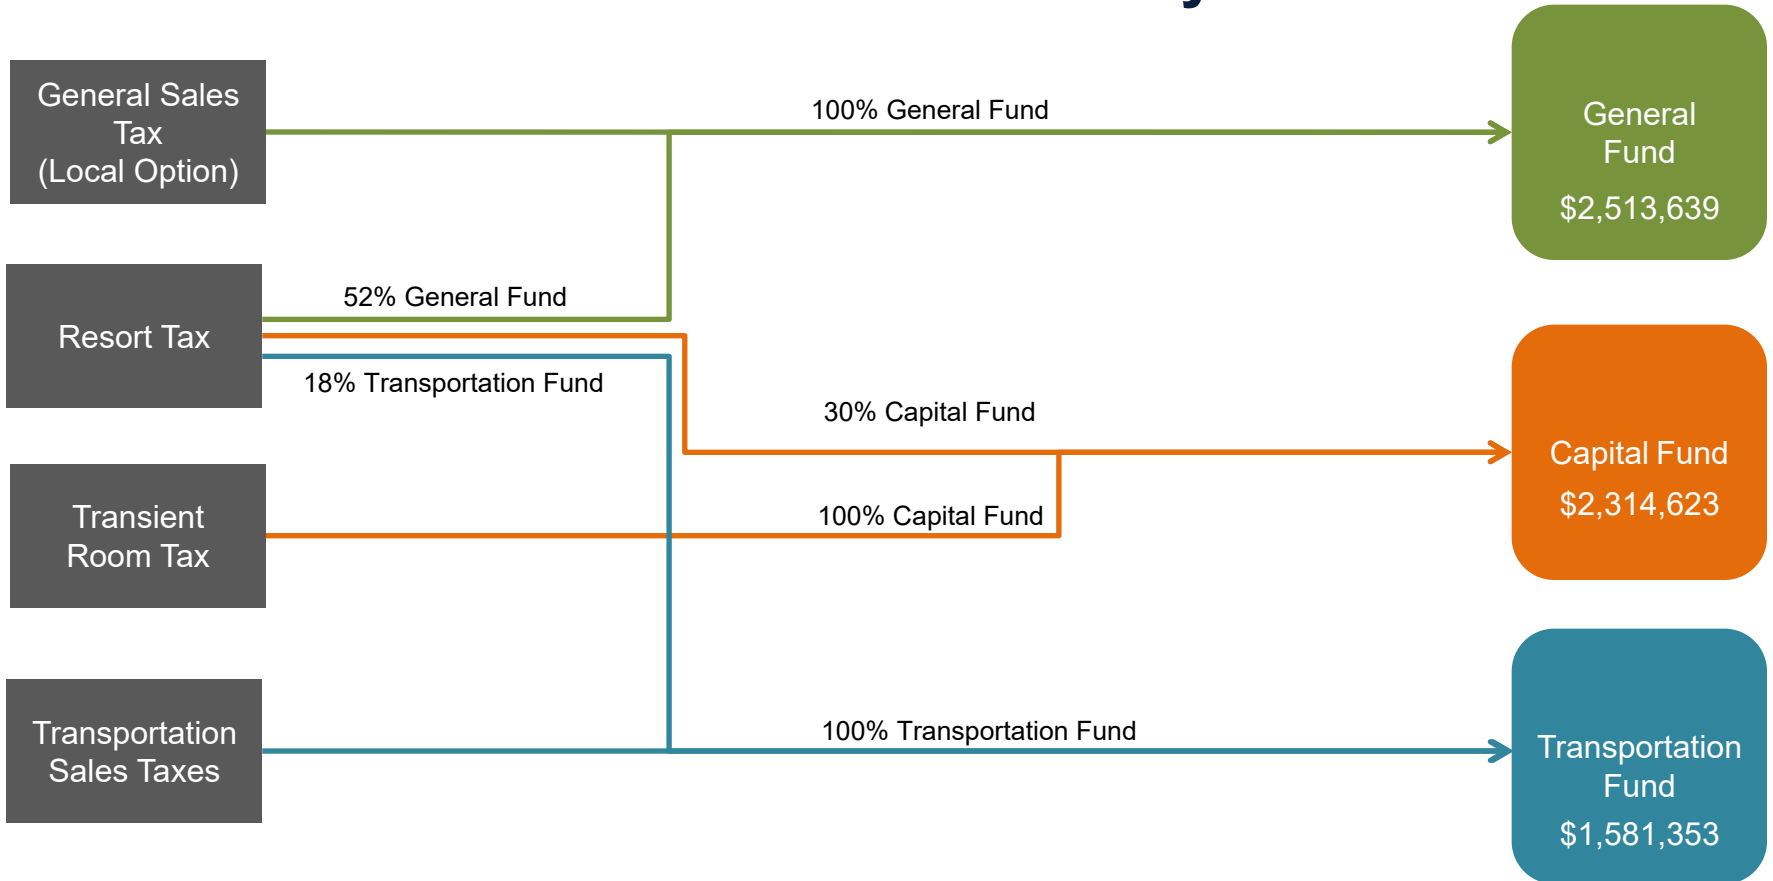 General Sales
Tax
(Local Option)
100% General Fund
General
Fund
$2,513,639
Resort Tax
52% General Fund
18% Transportation Fund
30% Capital Fund
Capital Fund
$2,314,623
Transient
Room Tax
100% Capital Fund
Transportation
Sales Taxes
100% Transportation Fund
Transportation
Fund
$1,581,353